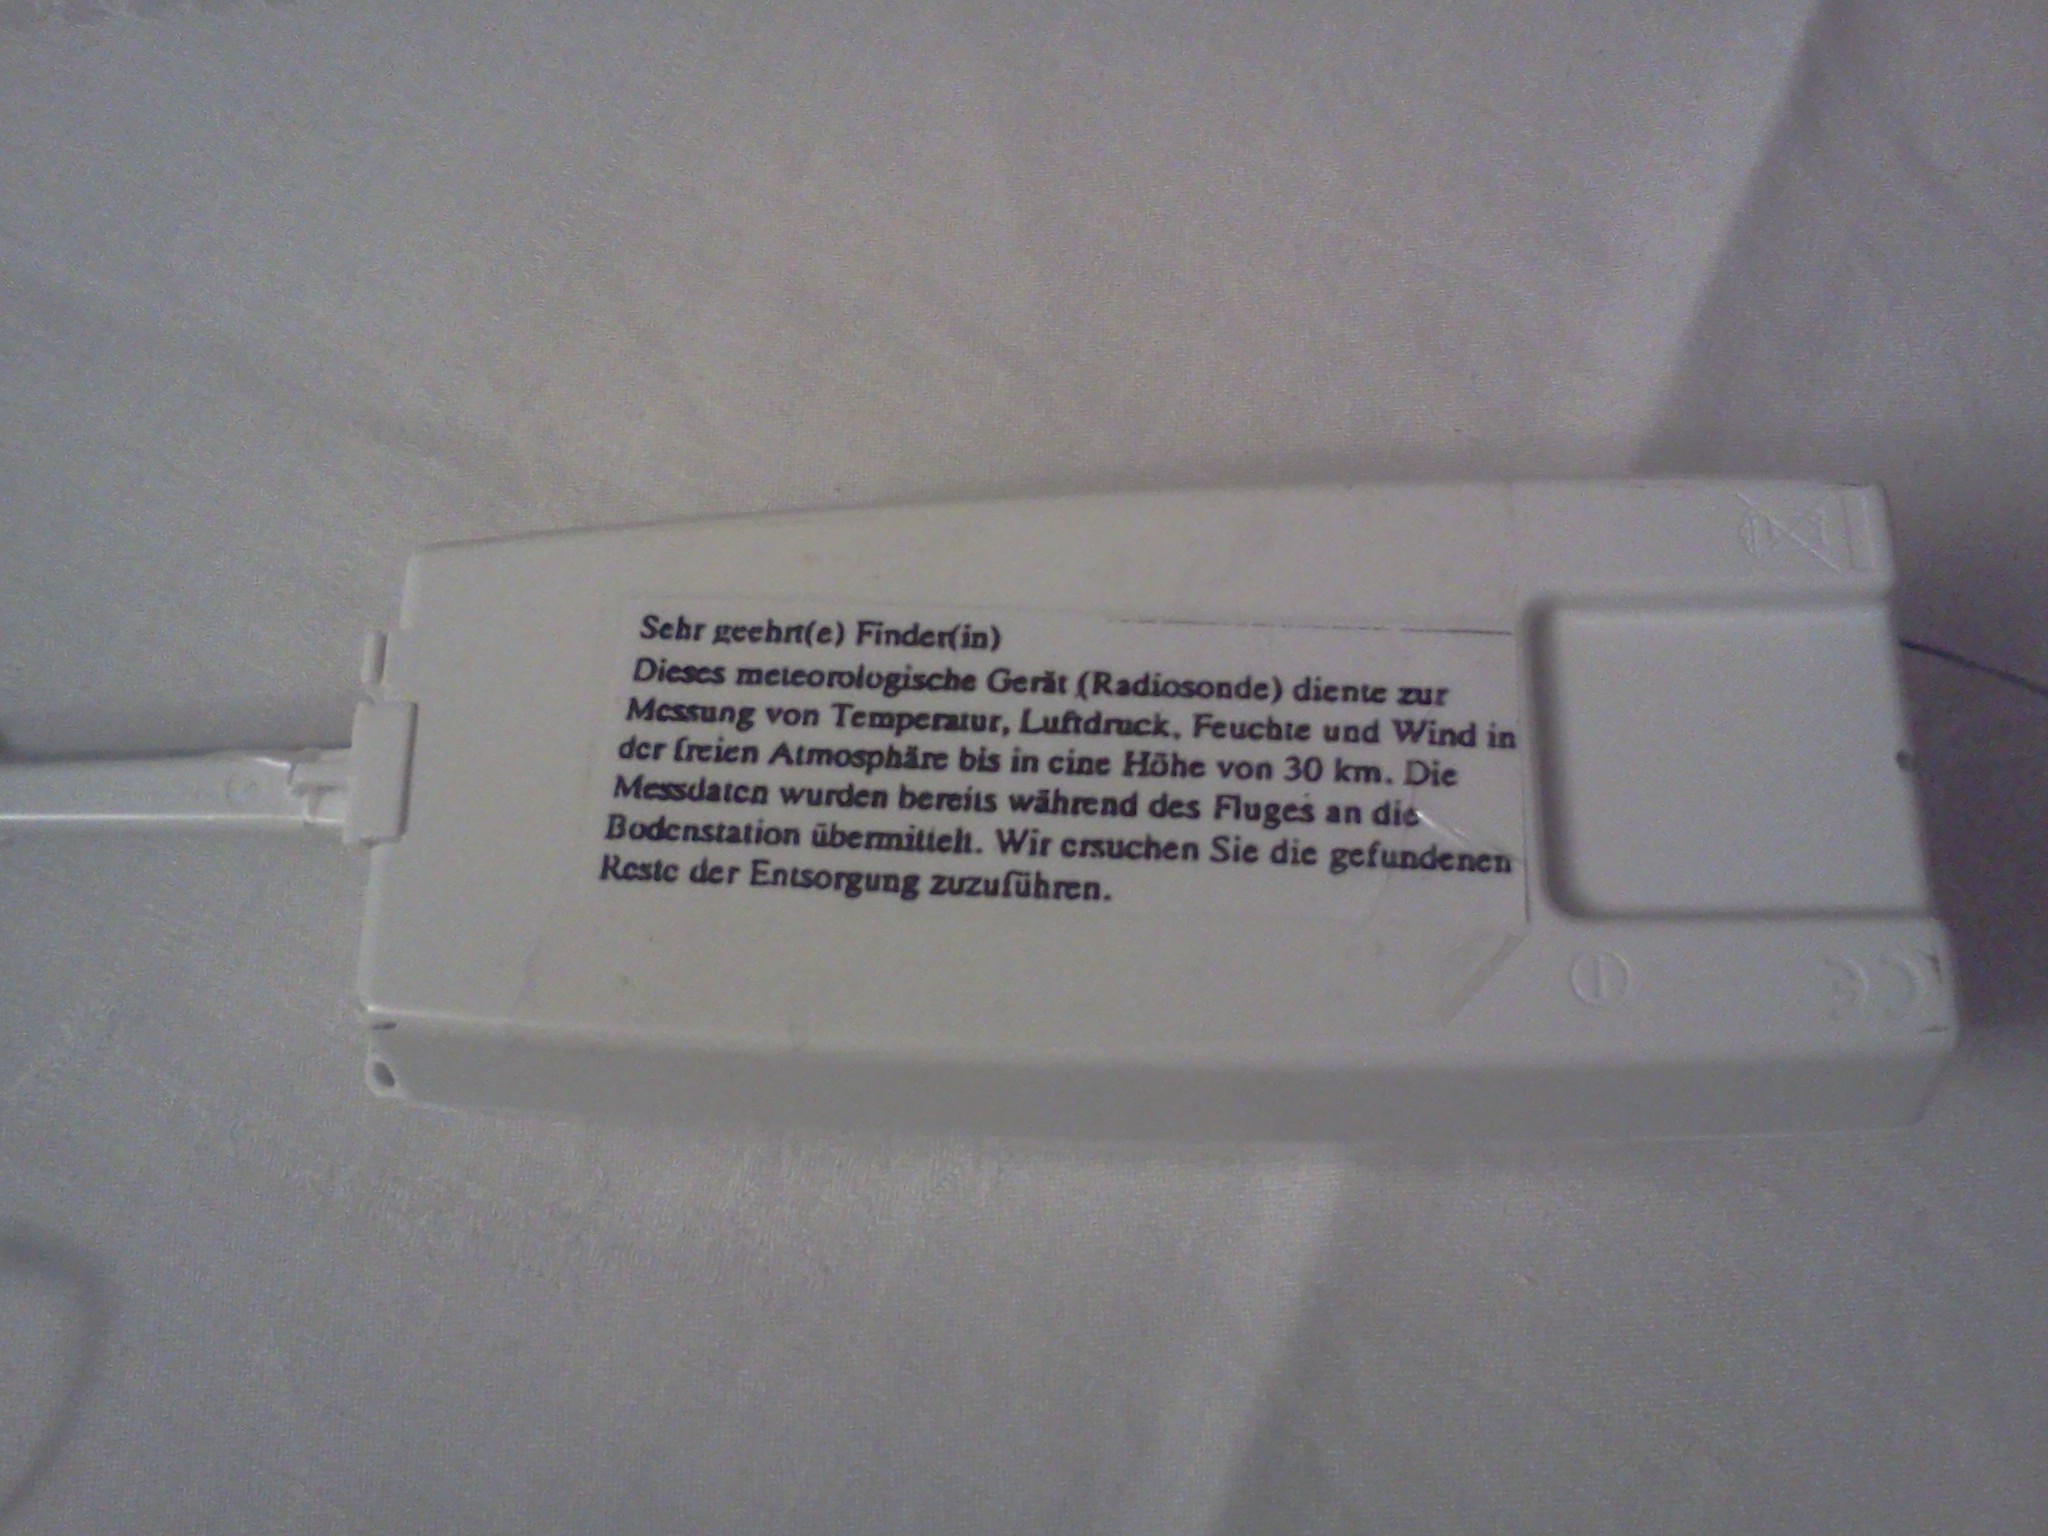 Sehr geehrt(e) Finder(in)
Dieses meteorologische Gerät (Radiosonde) diente zur
Messung von Temperatur, Luftdruck, Feuchte und Wind in
der freien Atmosphäre bis in eine Höhe von 30 km. Die
Messdaten wurden bereits während des Fluges an die
Bodenstation übermittelt. Wir ersuchen Sie die gefundenen
Reste der Entsorgung zuzuführen.
CE